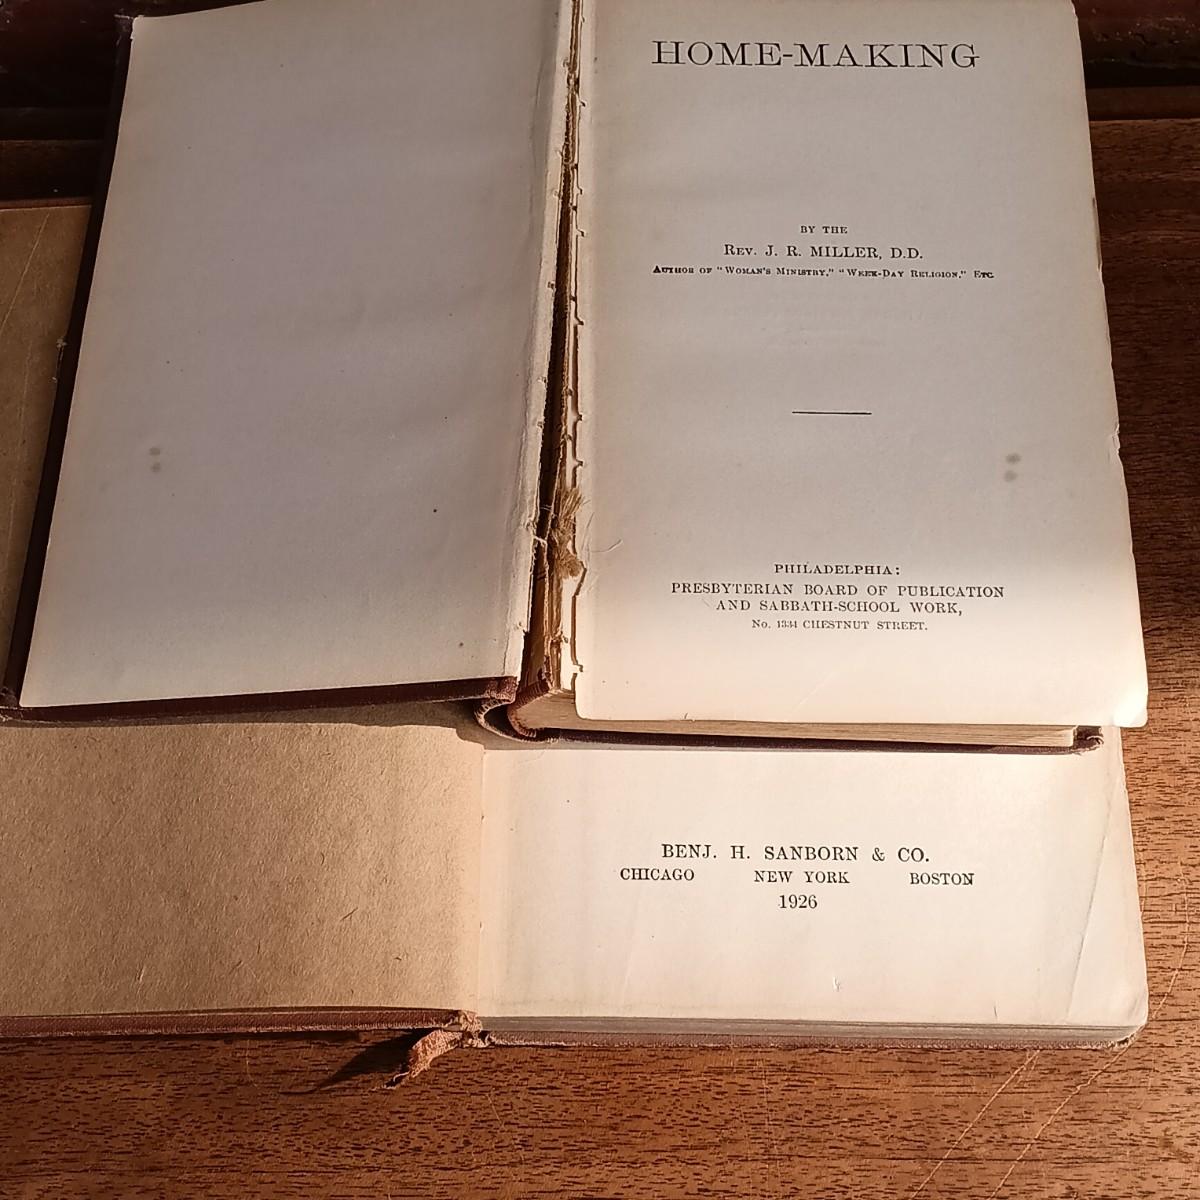 HOME-MAKING
BY THE
REV. J. R. MILLER, D.D.
AUTHOR OF "WOMAN'S MINISTRY," "WEEK-DAY RELIGION," ETC
PHILADELPHIA:
PRESBYTERIAN BOARD OF PUBLICATION
AND SABBATH-SCHOOL WORK,
No. 1334 CHESTNUT STREET.
BENJ. H. SANBORN & CO.
CHICAGO NEW YORK BOSTON
1926